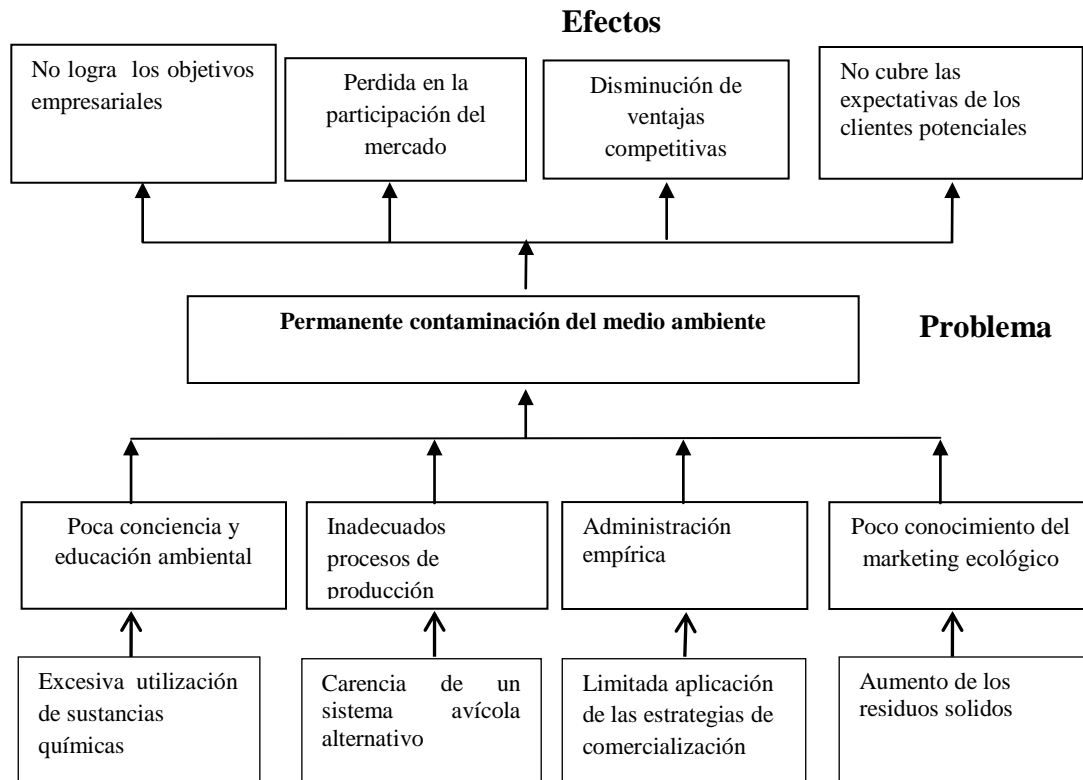 Efectos
No logra los objetivos
empresariales
Perdida en la
participación del
mercado
Disminución de
ventajas
competitivas
No cubre las
expectativas de los
clientes potenciales
Permanente contaminación del medio ambiente
Problema
Poca conciencia y
educación ambiental
Inadecuados
procesos de
producción
Administración
empírica
Poco conocimiento del
marketing ecológico
Excesiva utilización
de sustancias
químicas
Carencia de un
sistema avícola
alternativo
Limitada aplicación
de las estrategias de
comercialización
Aumento de los
residuos solidos